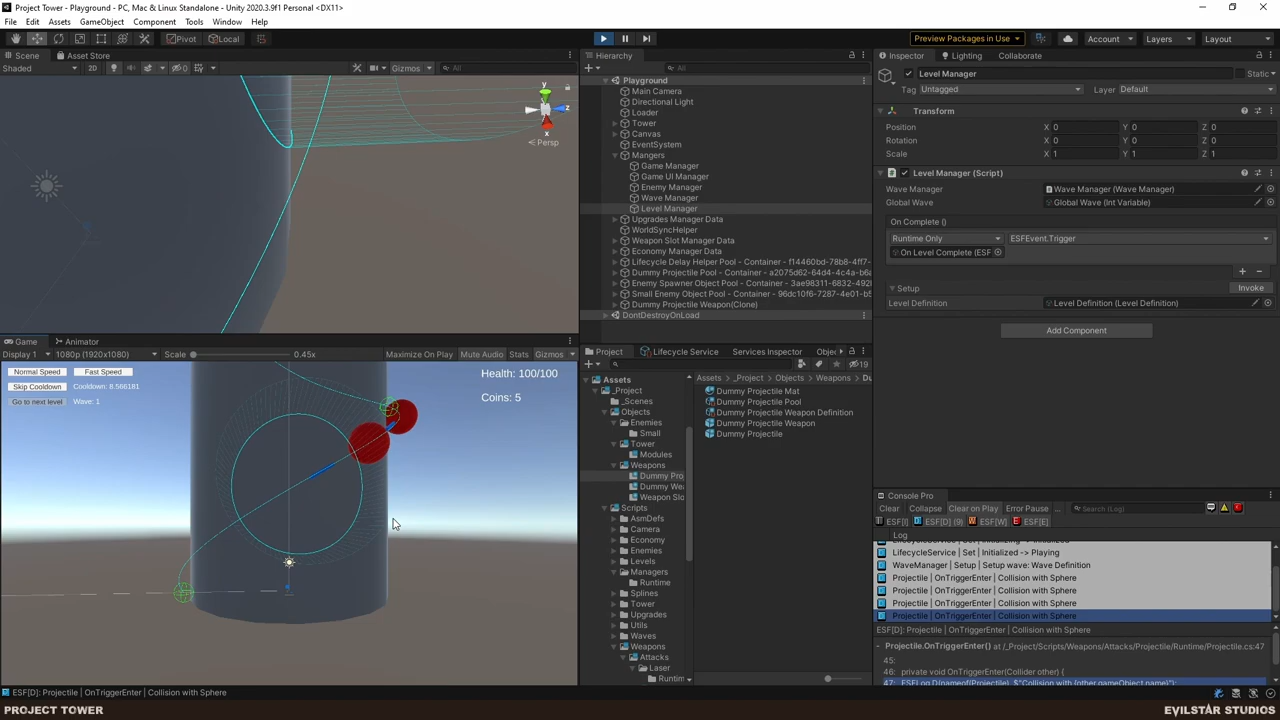 Project Tower - Playground - PC, Mac & Linux Standalone - Unity 2020.3.9f1 Personal <DX11>
File Edit Assets GameObject Component Tools Window Help
Pivot Local Preview Packages in Use Account Layers Layout
Scene Asset Store
Shaded 2D 0 Gizmos All
y
z
x
Persp
Game Animator
Display 1 1080p (1920x1080) Scale 0.45x Maximize On Play Mute Audio Stats Gizmos
Normal Speed Fast Speed
Skip Cooldown Cooldown: 8.566181
Go to next level Wave: 1
Health: 100/100
Coins: 5
Hierarchy
All
Playground
Main Camera
Directional Light
Loader
Tower
Canvas
EventSystem
Mangers
Game Manager
Game UI Manager
Enemy Manager
Wave Manager
Level Manager
Upgrades Manager Data
WorldSyncHelper
Weapon Slot Manager Data
Economy Manager Data
Lifecycle Delay Helper Pool - Container - f14460bd-78b8-4ff7-
Dummy Projectile Pool - Container - a2075d62-64d4-4c4a-b6a
Enemy Spawner Object Pool - Container - 3ae98311-6832-492
Small Enemy Object Pool - Container - 96dc10f6-7287-4e01-b5
Dummy Projectile Weapon(Clone)
DontDestroyOnLoad
Project Lifecycle Service Services Inspector Objec
19
Assets
_Project
_Scenes
Objects
Enemies
Small
Tower
Modules
Weapons
Dummy Pro
Dummy We
Weapon Slo
Scripts
AsmDefs
Camera
Economy
Enemies
Levels
Managers
Runtime
Splines
Tower
Upgrades
Utils
Waves
Weapons
Attacks
Laser
Runtim
Assets > _Project > Objects > Weapons > Du
Dummy Projectile Mat
Dummy Projectile Pool
Dummy Projectile Weapon Definition
Dummy Projectile Weapon
Dummy Projectile
Inspector Lighting Collaborate
Level Manager Static
Tag Untagged Layer Default
Transform
Position X 0 Y 0 Z 0
Rotation X 0 Y 0 Z 0
Scale X 1 Y 1 Z 1
Level Manager (Script)
Wave Manager Wave Manager (Wave Manager)
Global Wave Global Wave (Int Variable)
On Complete ()
Runtime Only ESFEvent.Trigger
On Level Complete (ESF
Setup Invoke
Level Definition Level Definition (Level Definition)
Add Component
Console Pro
Clear Collapse Clear on Play Error Pause ... Search (Log)
ESF[I] ESF[D] (9) ESF[W] ESF[E]
Log
LifecycleService | Set | Initialized -> Initializing
LifecycleService | Set | Initialized -> Playing
WaveManager | Setup | Setup wave: Wave Definition
Projectile | OnTriggerEnter | Collision with Sphere
Projectile | OnTriggerEnter | Collision with Sphere
Projectile | OnTriggerEnter | Collision with Sphere
Projectile | OnTriggerEnter | Collision with Sphere
ESF[D]: Projectile | OnTriggerEnter | Collision with Sphere
Projectile.OnTriggerEnter() at /_Project/Scripts/Weapons/Attacks/Projectile/Runtime/Projectile.cs:47
45:
46: private void OnTriggerEnter(Collider other) {
47: ESFLog.D(nameof(Projectile), $"Collision with {other.gameObject.name}");
ESF[D]: Projectile | OnTriggerEnter | Collision with Sphere
PROJECT TOWER
EVILSTAR STUDIOS